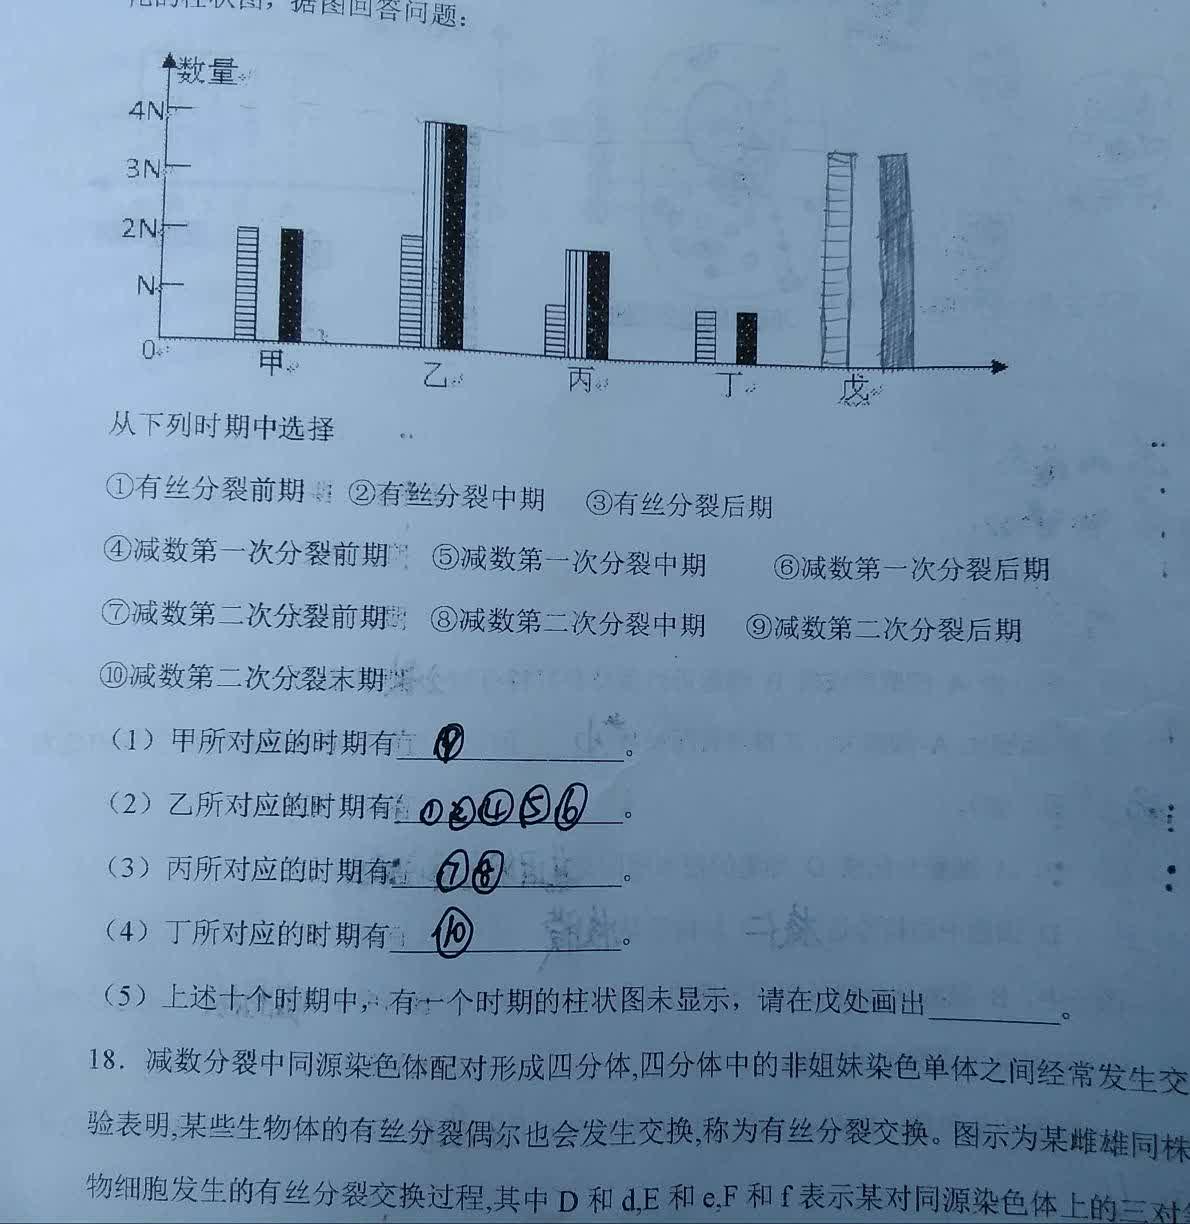 柱状图，据图回答问题：
数量
4N
3N
2N
N
0
甲 乙 丙 丁 戊
从下列时期中选择
①有丝分裂前期 ②有丝分裂中期 ③有丝分裂后期
④减数第一次分裂前期 ⑤减数第一次分裂中期 ⑥减数第一次分裂后期
⑦减数第二次分裂前期 ⑧减数第二次分裂中期 ⑨减数第二次分裂后期
⑩减数第二次分裂末期
（1）甲所对应的时期有⑨。
（2）乙所对应的时期有①②④⑤⑥。
（3）丙所对应的时期有⑦⑧。
（4）丁所对应的时期有⑩。
（5）上述十个时期中，有一个时期的柱状图未显示，请在戊处画出______。
18．减数分裂中同源染色体配对形成四分体,四分体中的非姐妹染色单体之间经常发生交
验表明,某些生物体的有丝分裂偶尔也会发生交换,称为有丝分裂交换。图示为某雌雄同株
物细胞发生的有丝分裂交换过程,其中 D 和 d,E 和 e,F 和 f 表示某对同源染色体上的三对